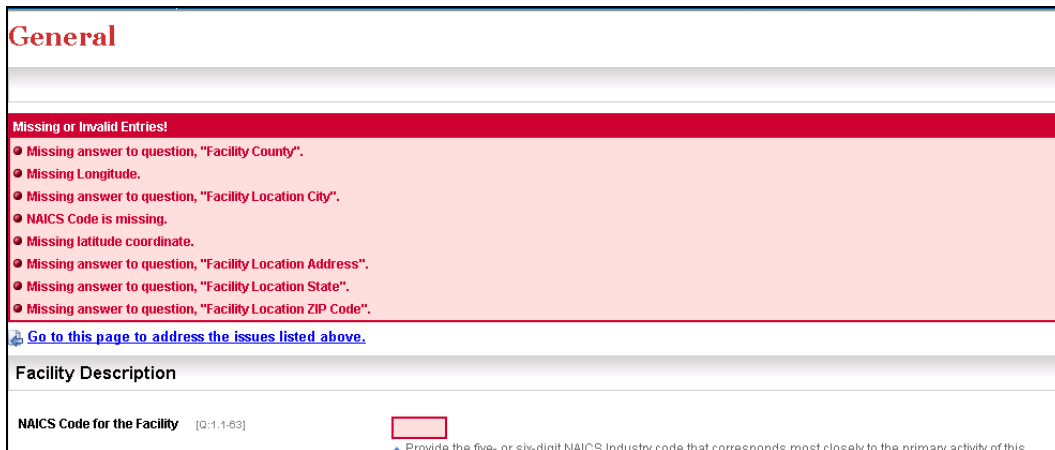 General
Missing or Invalid Entries!
Missing answer to question, "Facility County".
Missing Longitude.
Missing answer to question, "Facility Location City".
NAICS Code is missing.
Missing latitude coordinate.
Missing answer to question, "Facility Location Address".
Missing answer to question, "Facility Location State".
Missing answer to question, "Facility Location ZIP Code".
Go to this page to address the issues listed above.
Facility Description
NAICS Code for the Facility [Q:1.1-63]
Provide the five- or six-digit NAICS Industry code that corresponds most closely to the primary activity of this